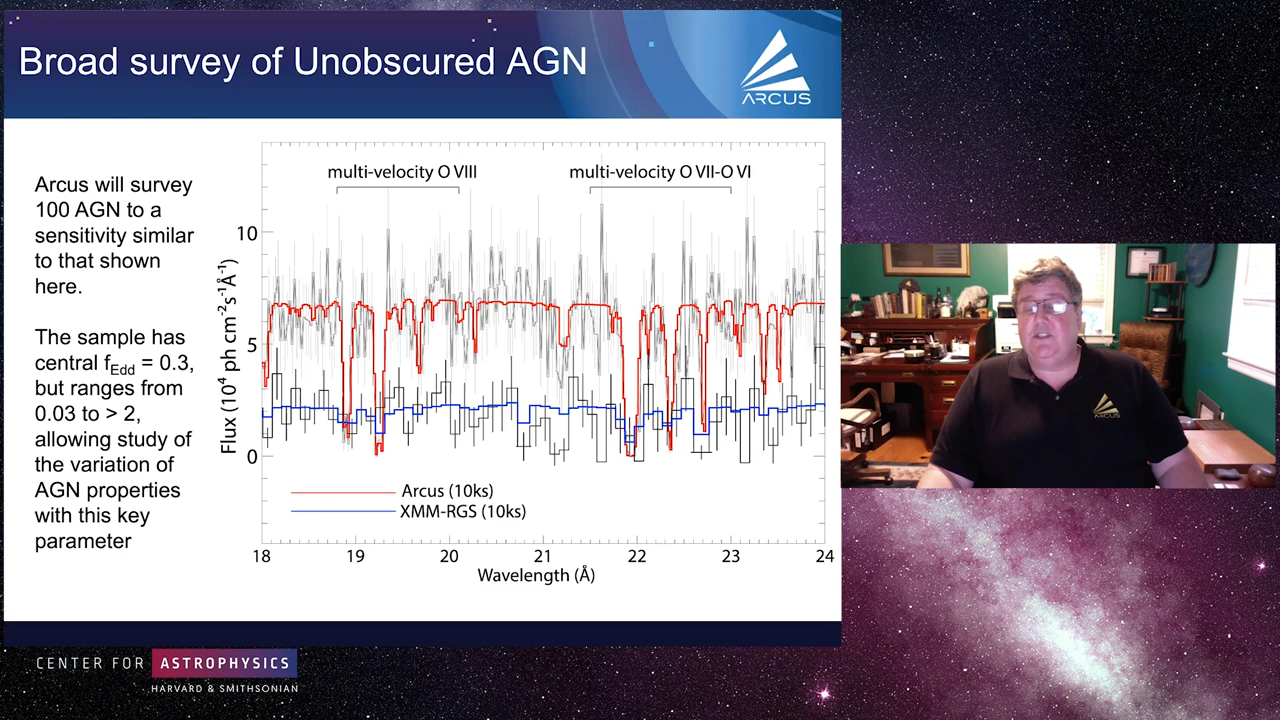 Broad survey of Unobscured AGN
ARCUS
Arcus will survey
100 AGN to a
sensitivity similar
to that shown
here.
The sample has
central fEdd = 0.3,
but ranges from
0.03 to > 2,
allowing study of
the variation of
AGN properties
with this key
parameter
multi-velocity O VIII
multi-velocity O VII-O VI
10
5
0
Flux (10⁴ ph cm⁻²s⁻¹Å⁻¹)
Arcus (10ks)
XMM-RGS (10ks)
18 19 20 21 22 23 24
Wavelength (Å)
ARCUS
CENTER FOR ASTROPHYSICS
HARVARD & SMITHSONIAN